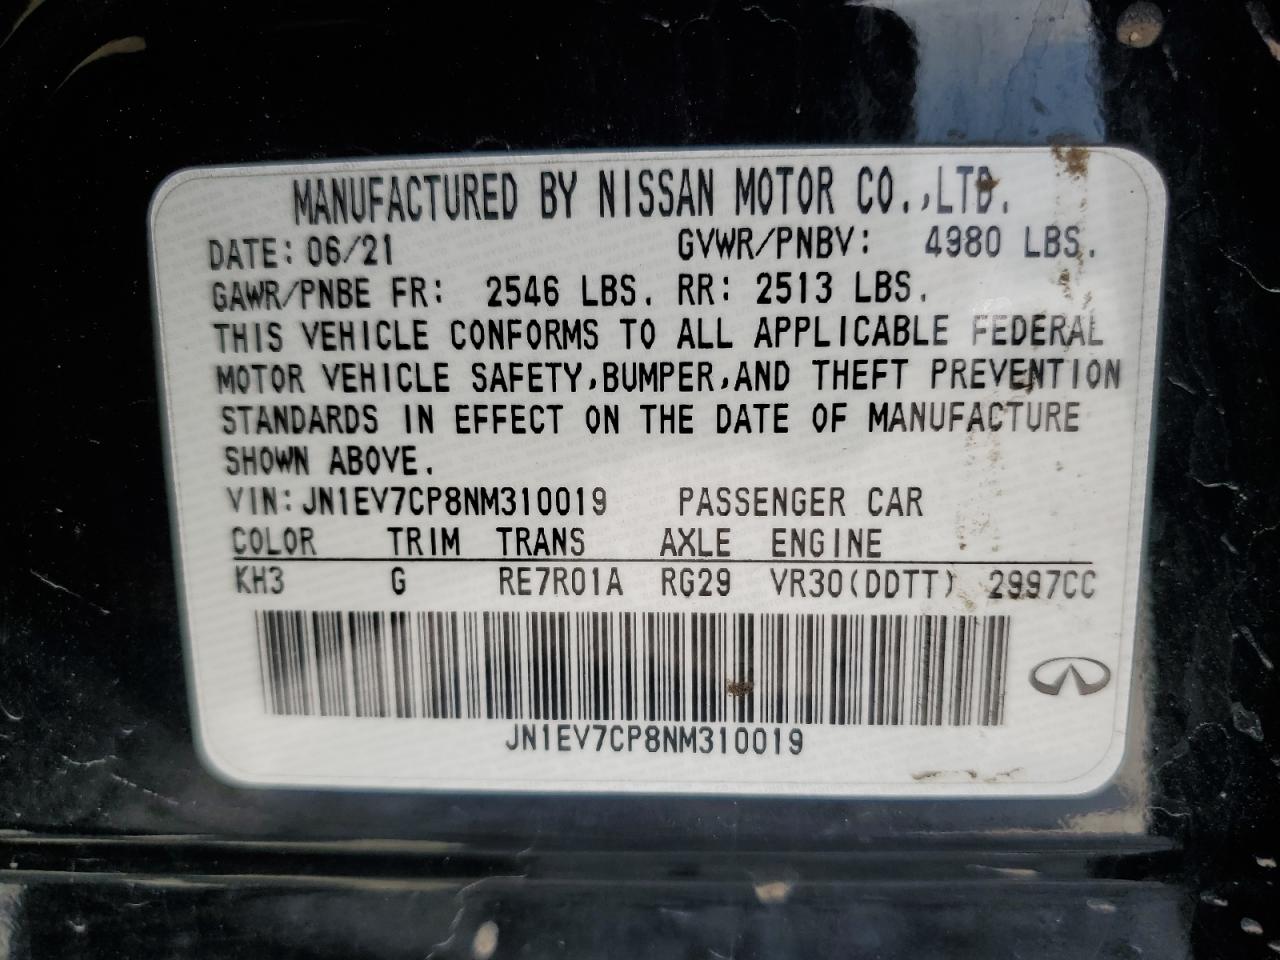 MANUFACTURED BY NISSAN MOTOR CO.,LTD.
DATE: 06/21 GVWR/PNBV: 4980 LBS.
GAWR/PNBE FR: 2546 LBS. RR: 2513 LBS.
THIS VEHICLE CONFORMS TO ALL APPLICABLE FEDERAL
MOTOR VEHICLE SAFETY,BUMPER,AND THEFT PREVENTION
STANDARDS IN EFFECT ON THE DATE OF MANUFACTURE
SHOWN ABOVE.
VIN:JN1EV7CP8NM310019 PASSENGER CAR
COLOR TRIM TRANS AXLE ENGINE
KH3 G RE7R01A RG29 VR30(DDTT) 2997CC
JN1EV7CP8NM310019